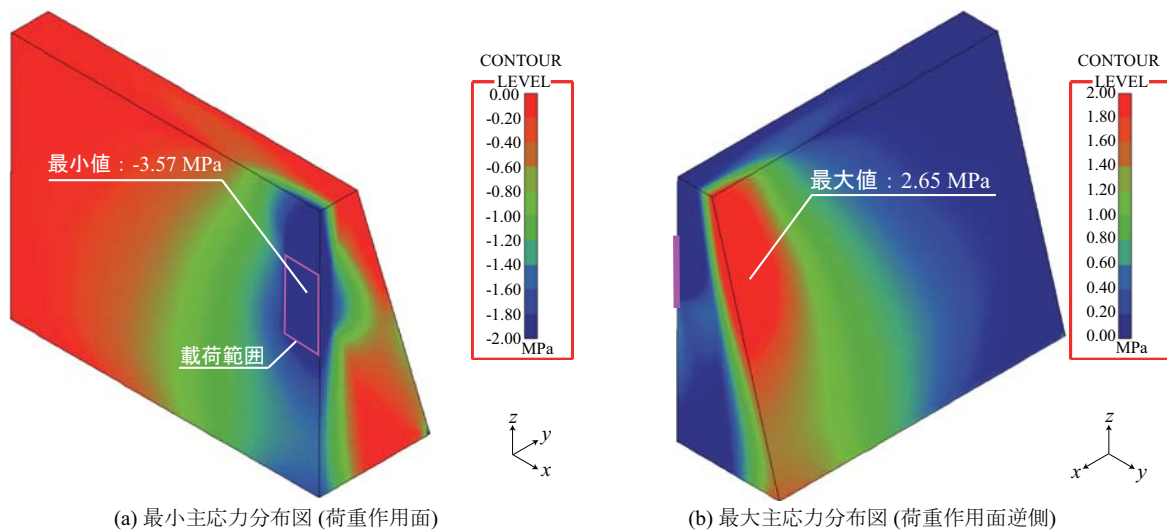 最小値：-3.57 MPa
載荷範囲
CONTOUR
LEVEL
0.00
-0.20
-0.40
-0.60
-0.80
-1.00
-1.20
-1.40
-1.60
-1.80
-2.00
MPa
z
y
x
(a) 最小主応力分布図 (荷重作用面)
最大値：2.65 MPa
CONTOUR
LEVEL
2.00
1.80
1.60
1.40
1.20
1.00
0.80
0.60
0.40
0.20
0.00
MPa
z
x
y
(b) 最大主応力分布図 (荷重作用面逆側)